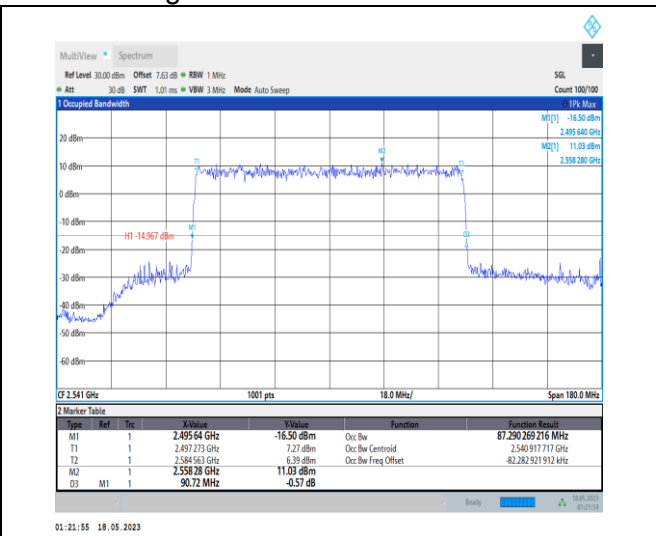 MultiView Spectrum
Ref Level 30.00 dBm Offset 7.63 dB RBW 1 MHz SGL
Att 30 dB SWT 1.01 ms VBW 3 MHz Mode Auto Sweep Count 100/100
1 Occupied Bandwidth 1Pk Max
M1[1] -16.50 dBm
2.495 640 GHz
M2[1] 11.03 dBm
2.558 280 GHz
20 dBm
M2
T1
T2
10 dBm
0 dBm
-10 dBm
M1
H1 -14.967 dBm
D3
-20 dBm
-30 dBm
-40 dBm
-50 dBm
-60 dBm
CF 2.541 GHz 1001 pts 18.0 MHz/ Span 180.0 MHz
2 Marker Table
Type Ref Trc X-Value Y-Value Function Function Result
M1 1 2.495 64 GHz -16.50 dBm Occ Bw 87.290 269 216 MHz
T1 1 2.497 273 GHz 7.27 dBm Occ Bw Centroid 2.540 917 717 GHz
T2 1 2.584 563 GHz 6.39 dBm Occ Bw Freq Offset -82.282 921 912 kHz
M2 1 2.558 28 GHz 11.03 dBm
D3 M1 1 90.72 MHz -0.57 dB
Ready 18.05.2023
01:21:54
01:21:55 18.05.2023